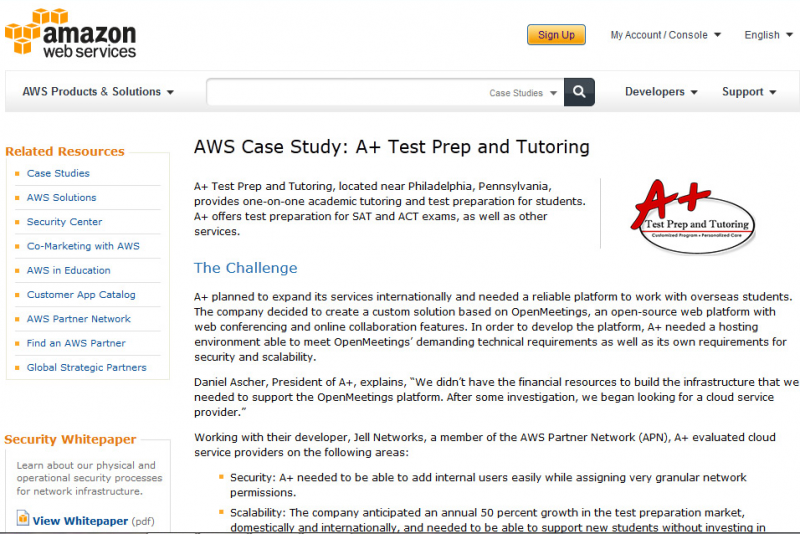 amazon
web services
Sign Up
My Account / Console
English
AWS Products & Solutions
Case Studies
Developers
Support
Related Resources
Case Studies
AWS Solutions
Security Center
Co-Marketing with AWS
AWS in Education
Customer App Catalog
AWS Partner Network
Find an AWS Partner
Global Strategic Partners
Security Whitepaper
Learn about our physical and
operational security processes
for network infrastructure.
View Whitepaper (pdf)
AWS Case Study: A+ Test Prep and Tutoring
A+ Test Prep and Tutoring, located near Philadelphia, Pennsylvania,
provides one-on-one academic tutoring and test preparation for students.
A+ offers test preparation for SAT and ACT exams, as well as other
services.
A+
Test Prep and Tutoring
Customized Program • Personalized Care
The Challenge
A+ planned to expand its services internationally and needed a reliable platform to work with overseas students.
The company decided to create a custom solution based on OpenMeetings, an open-source web platform with
web conferencing and online collaboration features. In order to develop the platform, A+ needed a hosting
environment able to meet OpenMeetings’ demanding technical requirements as well as its own requirements for
security and scalability.
Daniel Ascher, President of A+, explains, “We didn’t have the financial resources to build the infrastructure that we
needed to support the OpenMeetings platform. After some investigation, we began looking for a cloud service
provider.”
Working with their developer, Jell Networks, a member of the AWS Partner Network (APN), A+ evaluated cloud
service providers on the following areas:
Security: A+ needed to be able to add internal users easily while assigning very granular network
permissions.
Scalability: The company anticipated an annual 50 percent growth in the test preparation market,
domestically and internationally, and needed to be able to support new students without investing in